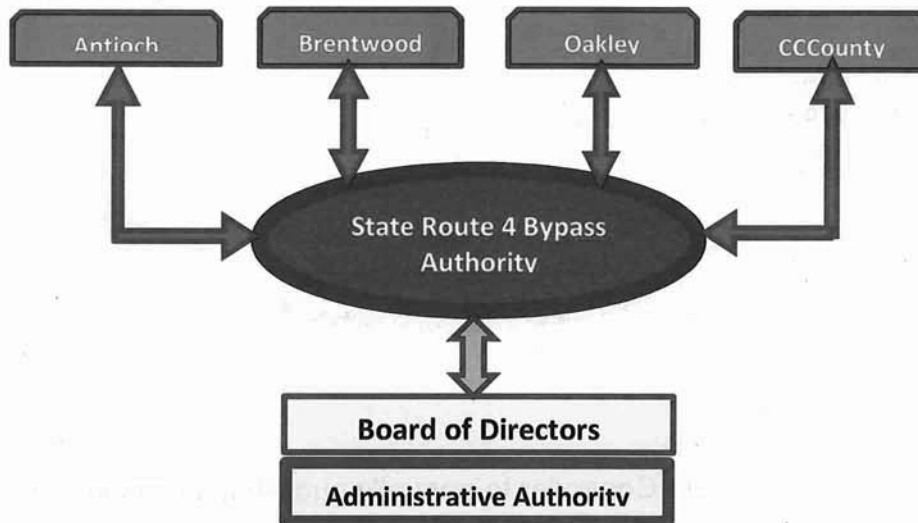 Antioch
Brentwood
Oakley
CCCounty
State Route 4 Bypass
Authority
Board of Directors
Administrative Authority